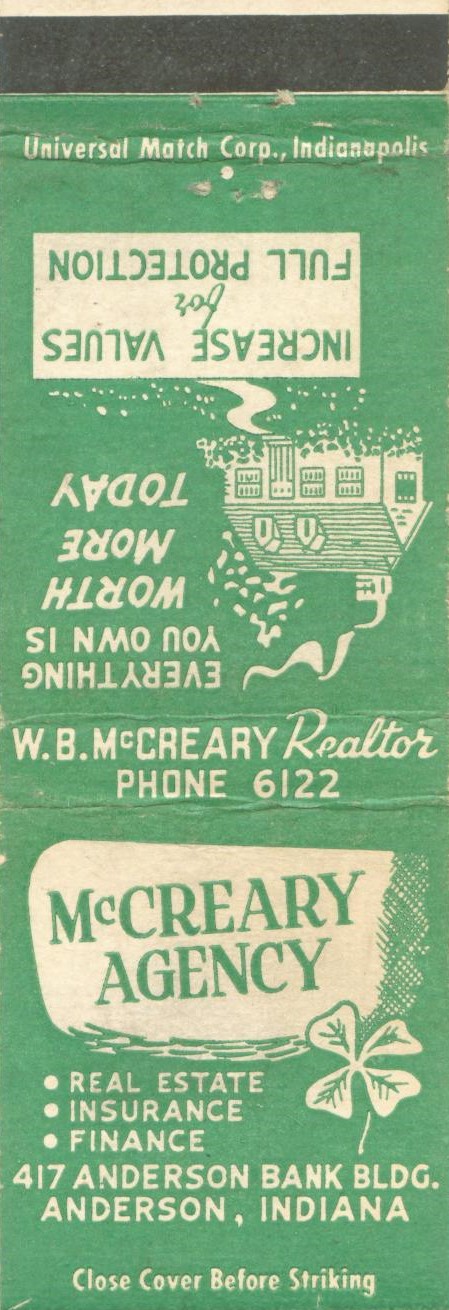 Universal Match Corp., Indianapolis
EVERYTHING
YOU OWN IS
WORTH
MORE
TODAY
INCREASE VALUES
for
FULL PROTECTION
W.B. McCREARY Realtor
PHONE 6122
McCREARY
AGENCY
• REAL ESTATE
• INSURANCE
• FINANCE
417 ANDERSON BANK BLDG.
ANDERSON, INDIANA
Close Cover Before Striking